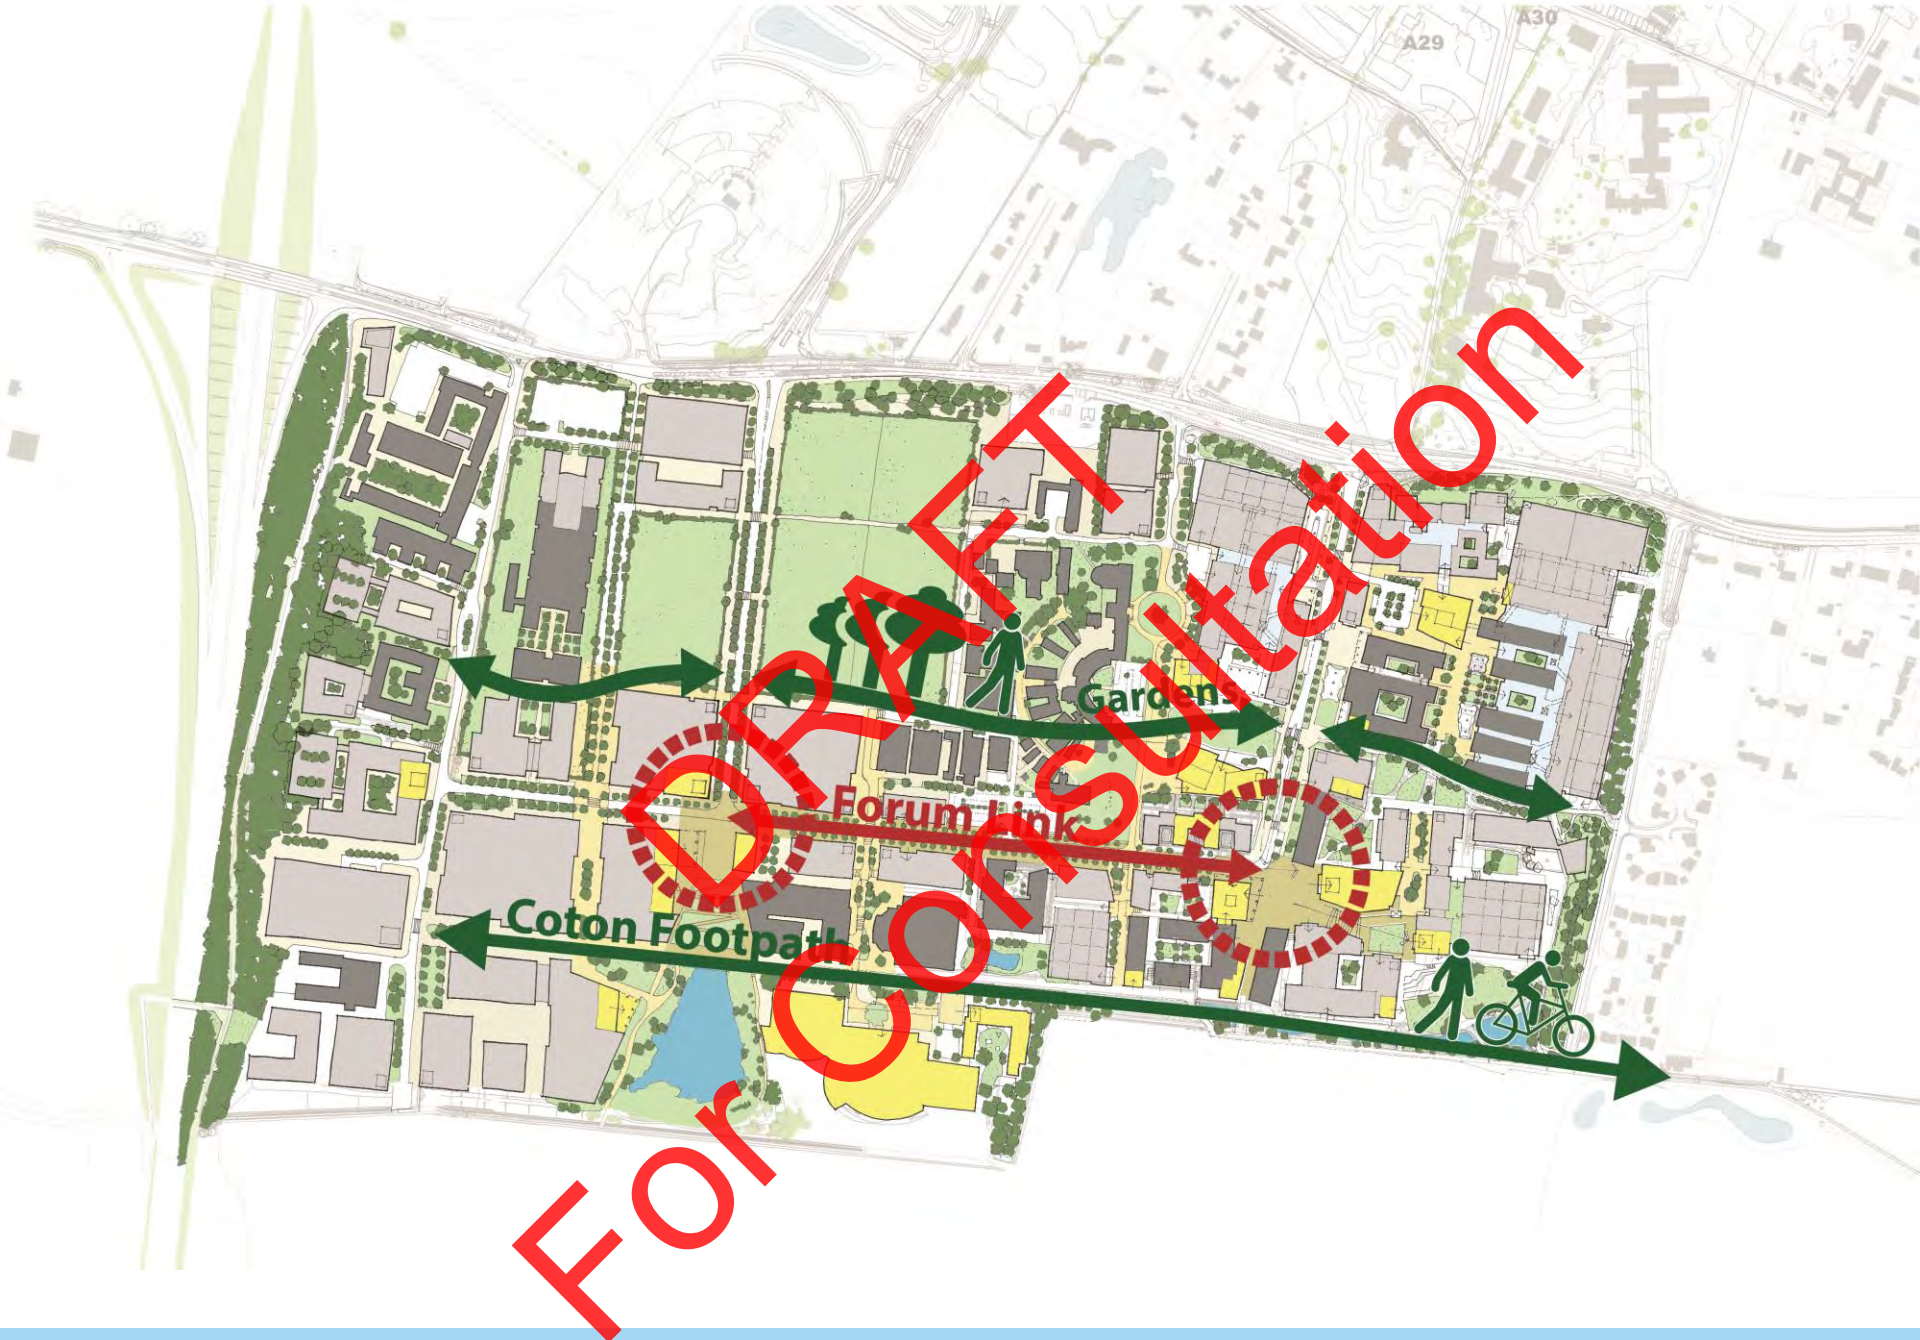 A30
A29
Gardens
Forum Link
Coton Footpath
DRAFT
For Consultation